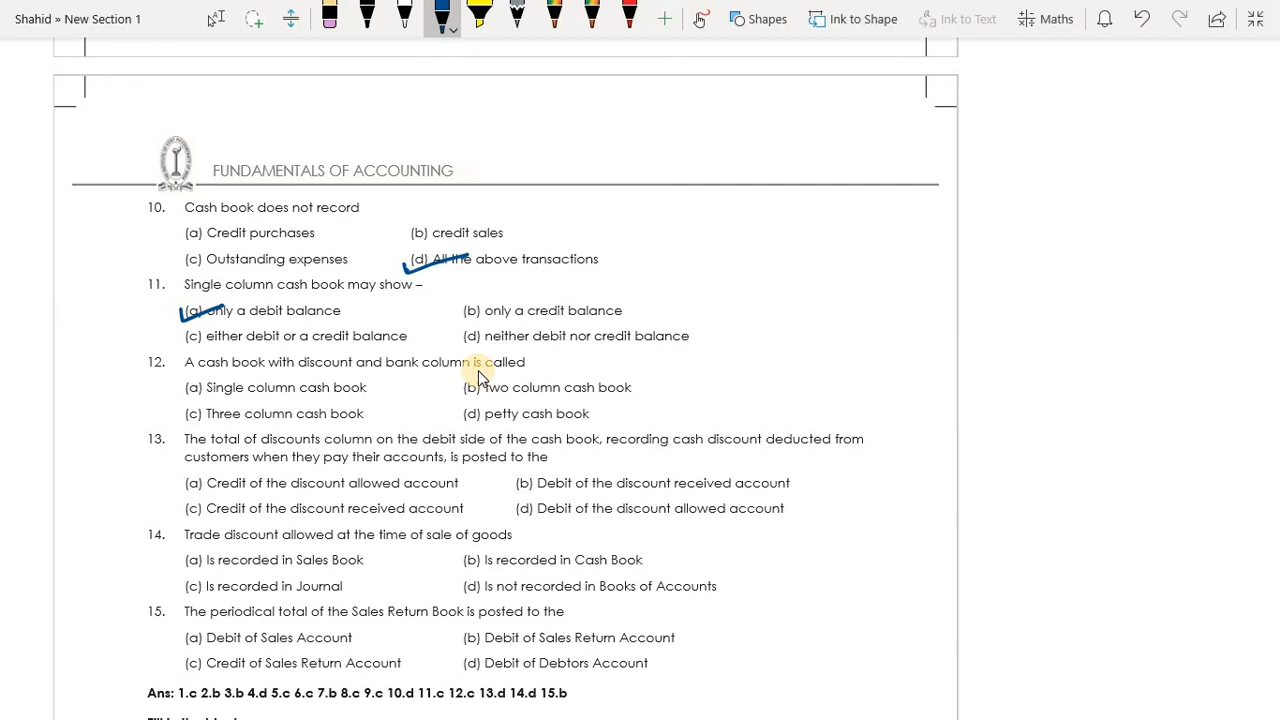 Shahid » New Section 1
Shapes
Ink to Shape
Ink to Text
Maths
FUNDAMENTALS OF ACCOUNTING
10. Cash book does not record
(a) Credit purchases (b) credit sales
(c) Outstanding expenses (d) All the above transactions
11. Single column cash book may show –
(a) only a debit balance (b) only a credit balance
(c) either debit or a credit balance (d) neither debit nor credit balance
12. A cash book with discount and bank column is called
(a) Single column cash book (b) two column cash book
(c) Three column cash book (d) petty cash book
13. The total of discounts column on the debit side of the cash book, recording cash discount deducted from
customers when they pay their accounts, is posted to the
(a) Credit of the discount allowed account (b) Debit of the discount received account
(c) Credit of the discount received account (d) Debit of the discount allowed account
14. Trade discount allowed at the time of sale of goods
(a) Is recorded in Sales Book (b) Is recorded in Cash Book
(c) Is recorded in Journal (d) Is not recorded in Books of Accounts
15. The periodical total of the Sales Return Book is posted to the
(a) Debit of Sales Account (b) Debit of Sales Return Account
(c) Credit of Sales Return Account (d) Debit of Debtors Account
Ans: 1.c 2.b 3.b 4.d 5.c 6.c 7.b 8.c 9.c 10.d 11.c 12.c 13.d 14.d 15.b